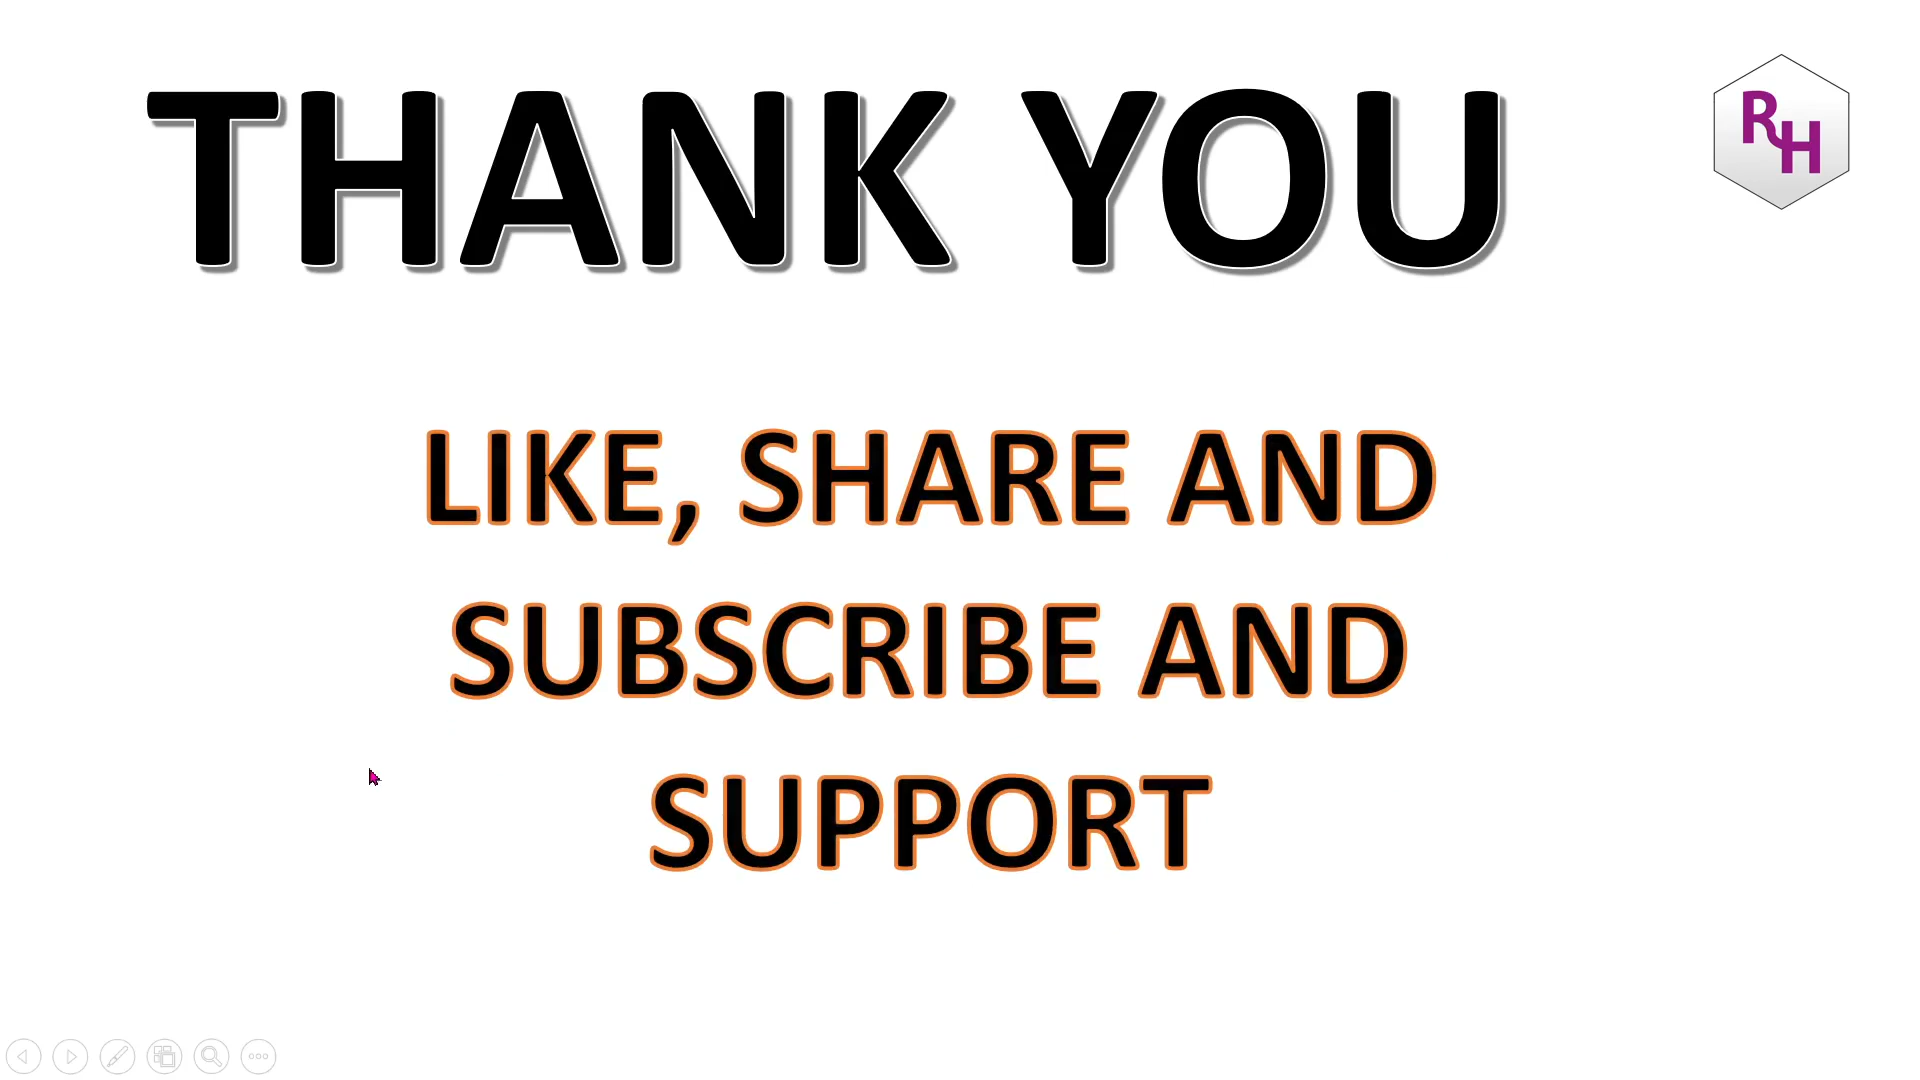 THANK YOU
RH
LIKE, SHARE AND
SUBSCRIBE AND
SUPPORT